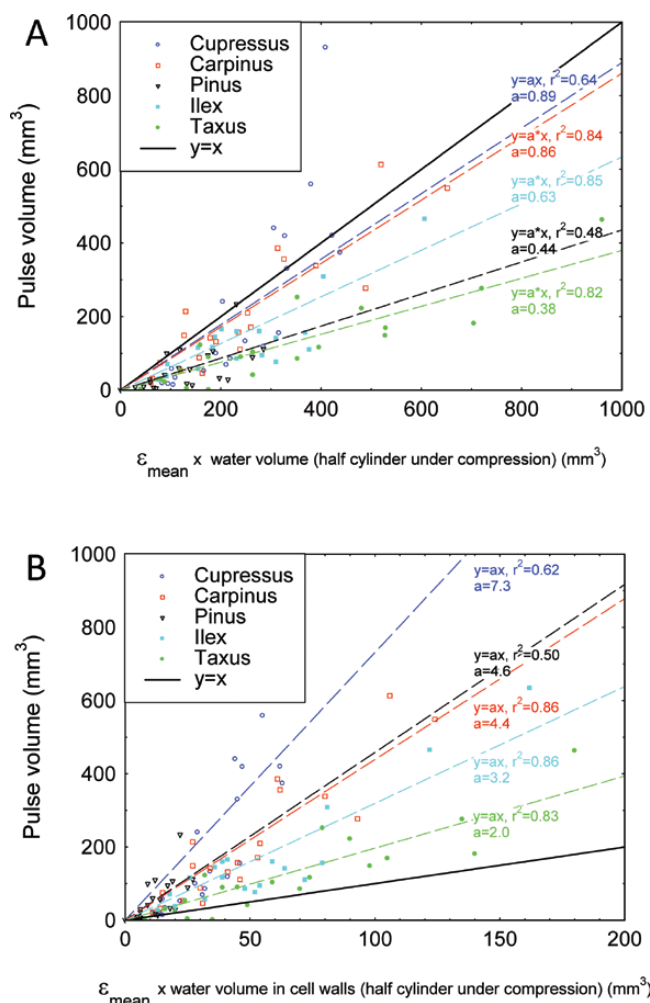 A
1000
800
600
400
200
0
Pulse volume (mm³)
Cupressus
Carpinus
Pinus
Ilex
Taxus
y=x
y=ax, r²=0.64
a=0.89
y=a*x, r²=0.84
a=0.86
y=a*x, r²=0.85
a=0.63
y=a*x, r²=0.48
a=0.44
y=a*x, r²=0.82
a=0.38
0 200 400 600 800 1000
εmean x water volume (half cylinder under compression) (mm³)
B
1000
800
600
400
200
0
Pulse volume (mm³)
Cupressus
Carpinus
Pinus
Ilex
Taxus
y=x
y=ax, r²=0.62
a=7.3
y=ax, r²=0.50
a=4.6
y=ax, r²=0.86
a=4.4
y=ax, r²=0.86
a=3.2
y=ax, r²=0.83
a=2.0
0 50 100 150 200
εmean x water volume in cell walls (half cylinder under compression) (mm³)